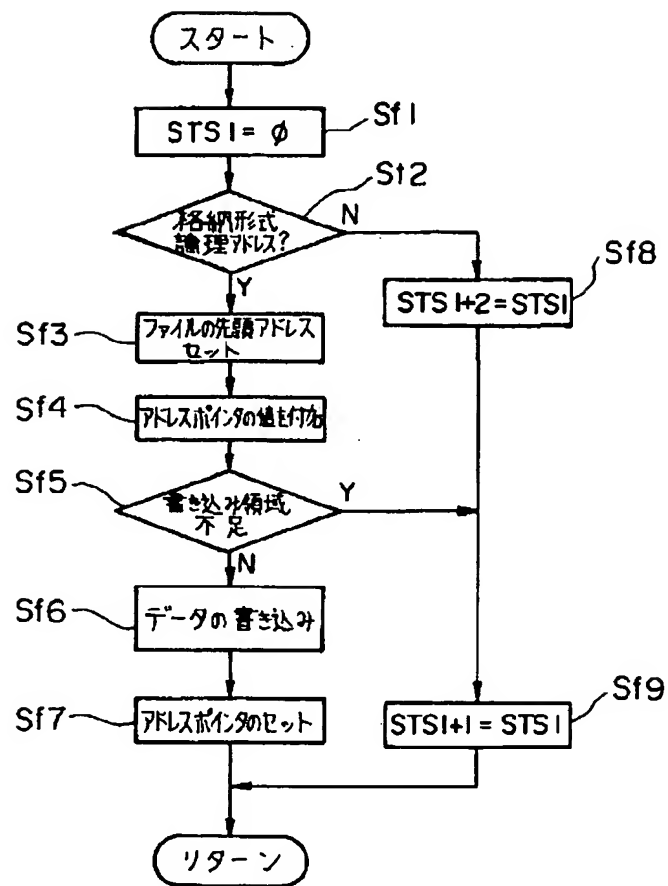 スタート
Sf1
STS1 = φ
St2
格納形式
論理アドレス?
N
Y
Sf8
STS1+2=STS1
Sf3
ファイルの先頭アドレス
セット
Sf4
アドレスポインタの値を付加
Sf5
書き込み領域
不足
Y
N
Sf6
データの書き込み
Sf7
アドレスポインタのセット
Sf9
STS1+1=STS1
リターン